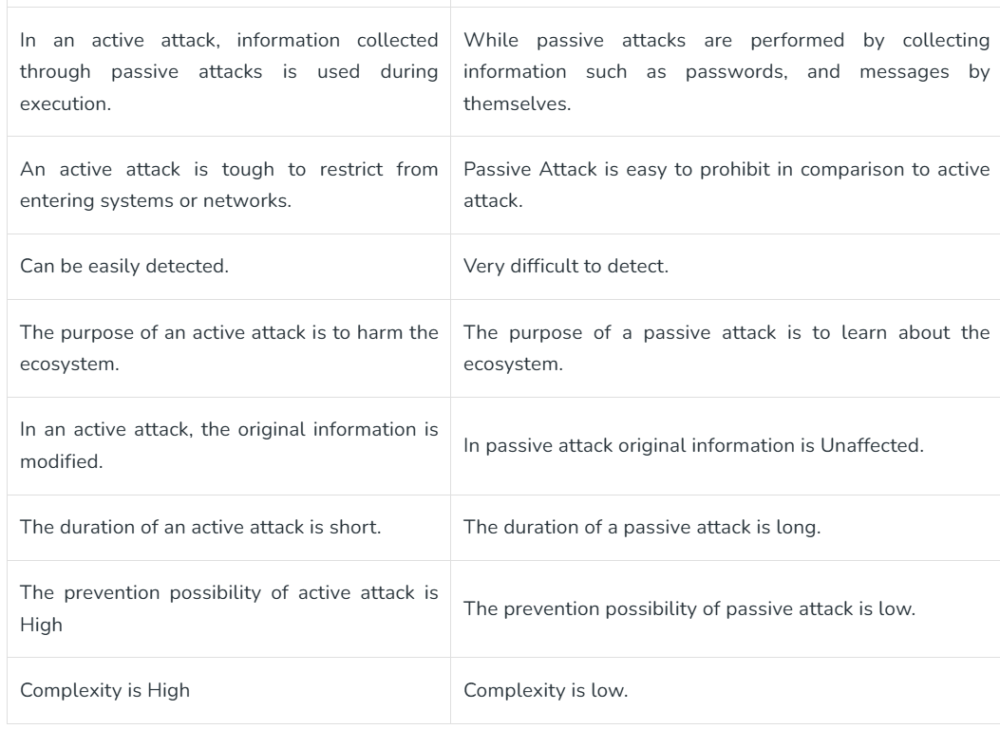 In an active attack, information collected
through passive attacks is used during
execution.
While passive attacks are performed by collecting
information such as passwords, and messages by
themselves.
An active attack is tough to restrict from
entering systems or networks.
Passive Attack is easy to prohibit in comparison to active
attack.
Can be easily detected.
Very difficult to detect.
The purpose of an active attack is to harm the
ecosystem.
The purpose of a passive attack is to learn about the
ecosystem.
In an active attack, the original information is
modified.
In passive attack original information is Unaffected.
The duration of an active attack is short.
The duration of a passive attack is long.
The prevention possibility of active attack is
High
The prevention possibility of passive attack is low.
Complexity is High
Complexity is low.